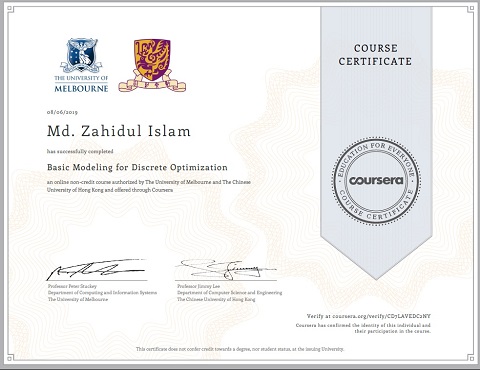 THE UNIVERSITY OF
MELBOURNE
08/06/2019
Md. Zahidul Islam
has successfully completed
Basic Modeling for Discrete Optimization
an online non-credit course authorized by The University of Melbourne and The Chinese
University of Hong Kong and offered through Coursera
Professor Peter Stuckey
Department of Computing and Information Systems
The University of Melbourne
Professor Jimmy Lee
Department of Computer Science and Engineering
The Chinese University of Hong Kong
COURSE
CERTIFICATE
EDUCATION FOR EVERYONE
coursera
COURSE CERTIFICATE
Verify at coursera.org/verify/CD7LAVEDC2NY
Coursera has confirmed the identity of this individual and
their participation in the course.
This certificate does not confer credit towards a degree, nor student status, at the issuing University.